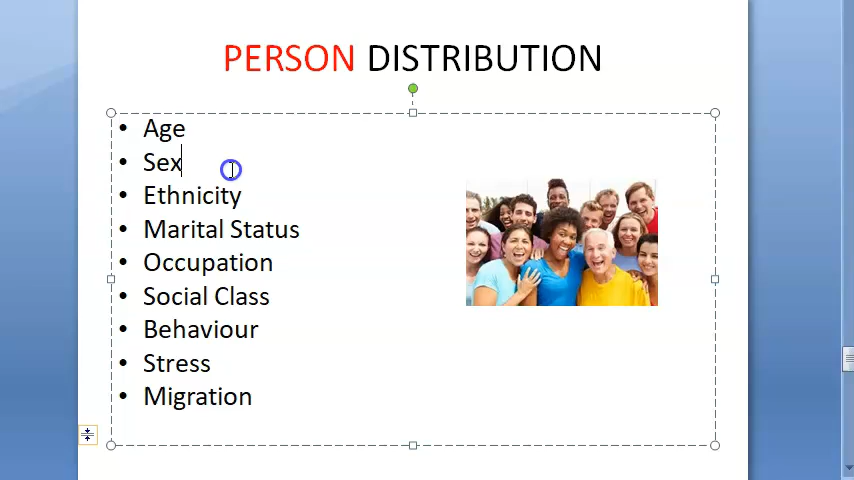 PERSON DISTRIBUTION
• Age
• Sex
• Ethnicity
• Marital Status
• Occupation
• Social Class
• Behaviour
• Stress
• Migration